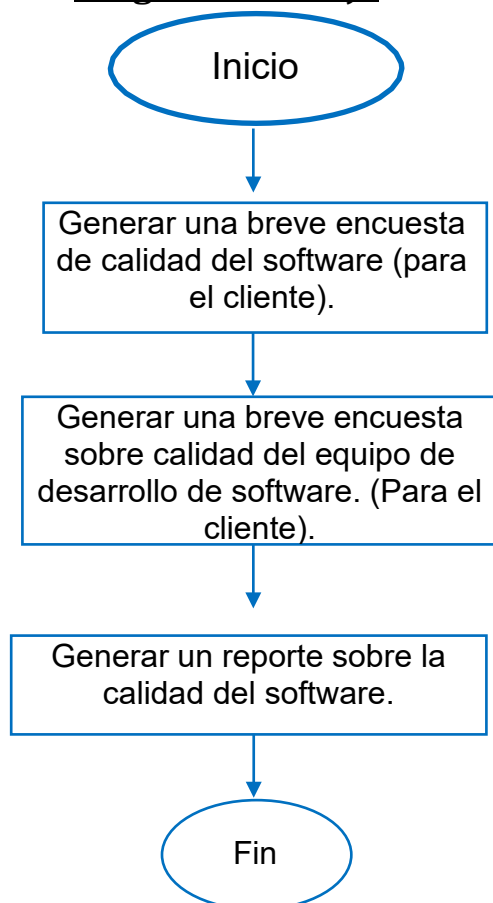 Inicio
Generar una breve encuesta
de calidad del software (para
el cliente).
Generar una breve encuesta
sobre calidad del equipo de
desarrollo de software. (Para el
cliente).
Generar un reporte sobre la
calidad del software.
Fin